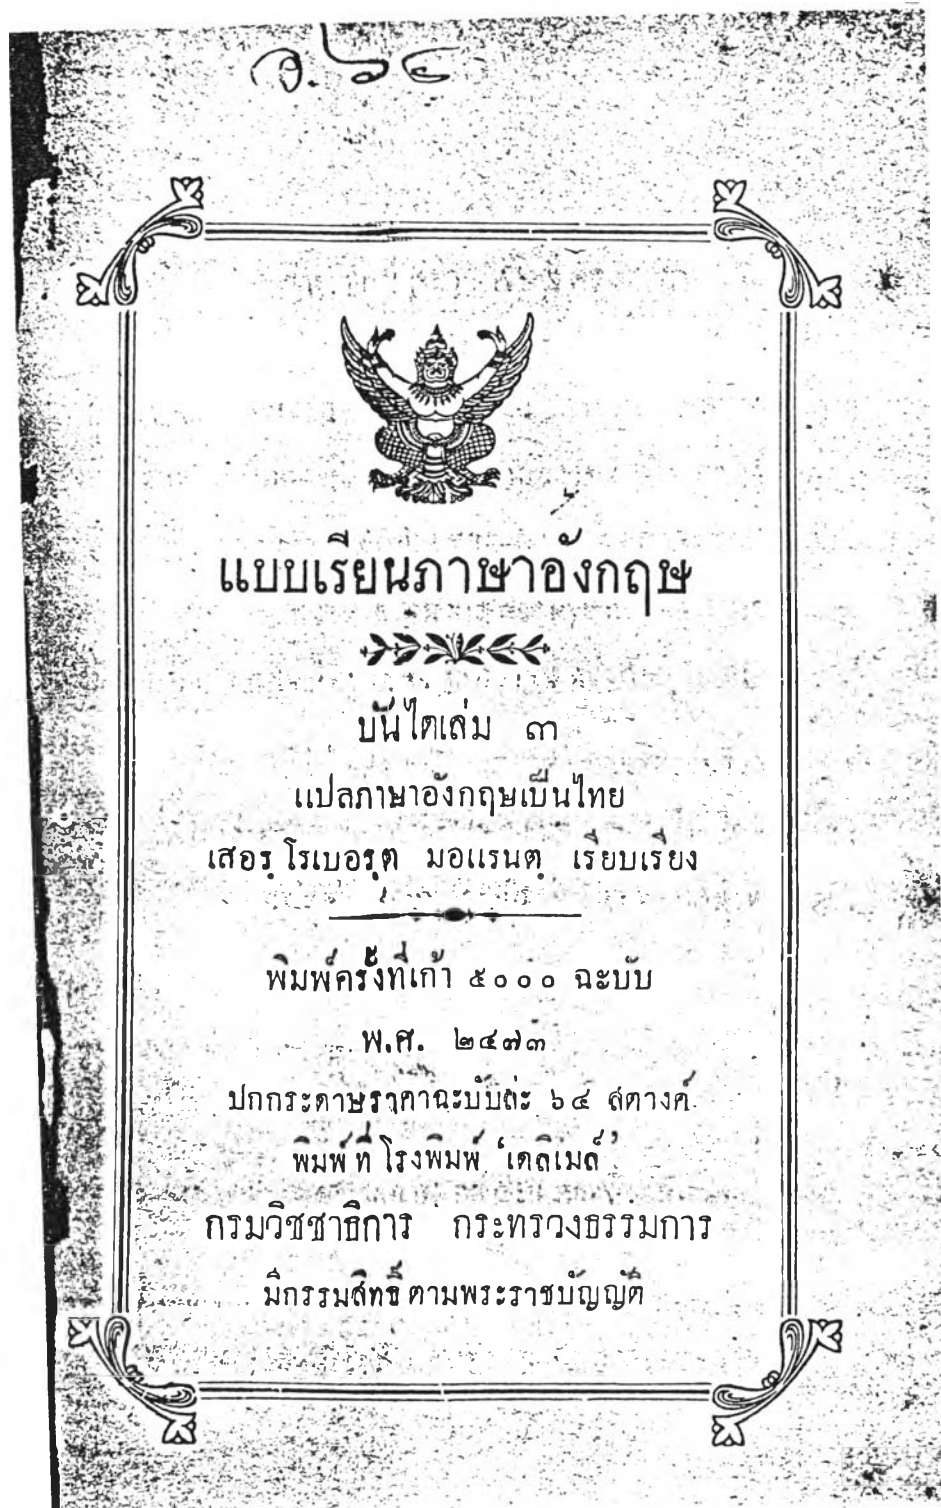 จ.๖๔
แบบเรียนภาษาอังกฤษ
บันไดเล่ม ๓
แปลภาษาอังกฤษเป็นไทย
เสอรฺ โรเบอรฺต มอแรนตฺ เรียบเรียง
พิมพ์ครั้งที่เก้า ๕๐๐๐ ฉะบับ
พ.ศ. ๒๔๗๓
ปกกระดาษราคาฉะบับละ ๖๔ สตางค์
พิมพ์ที่โรงพิมพ์ ‘เดลิเมล์’
กรมวิชชาธิการ กระทรวงธรรมการ
มีกรรมสิทธิ์ตามพระราชบัญญัติ